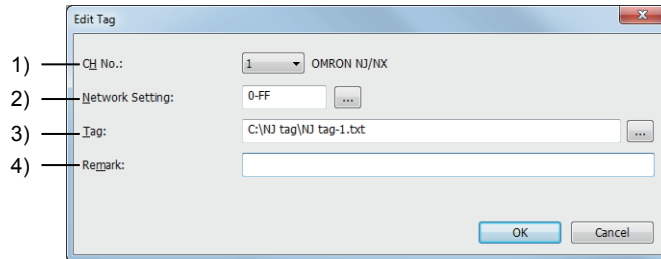 Edit Tag
1) CH No.: 1 OMRON NJ/NX
2) Network Setting: 0-FF ...
3) Tag: C:\NJ tag\NJ tag-1.txt ...
4) Remark:
OK Cancel